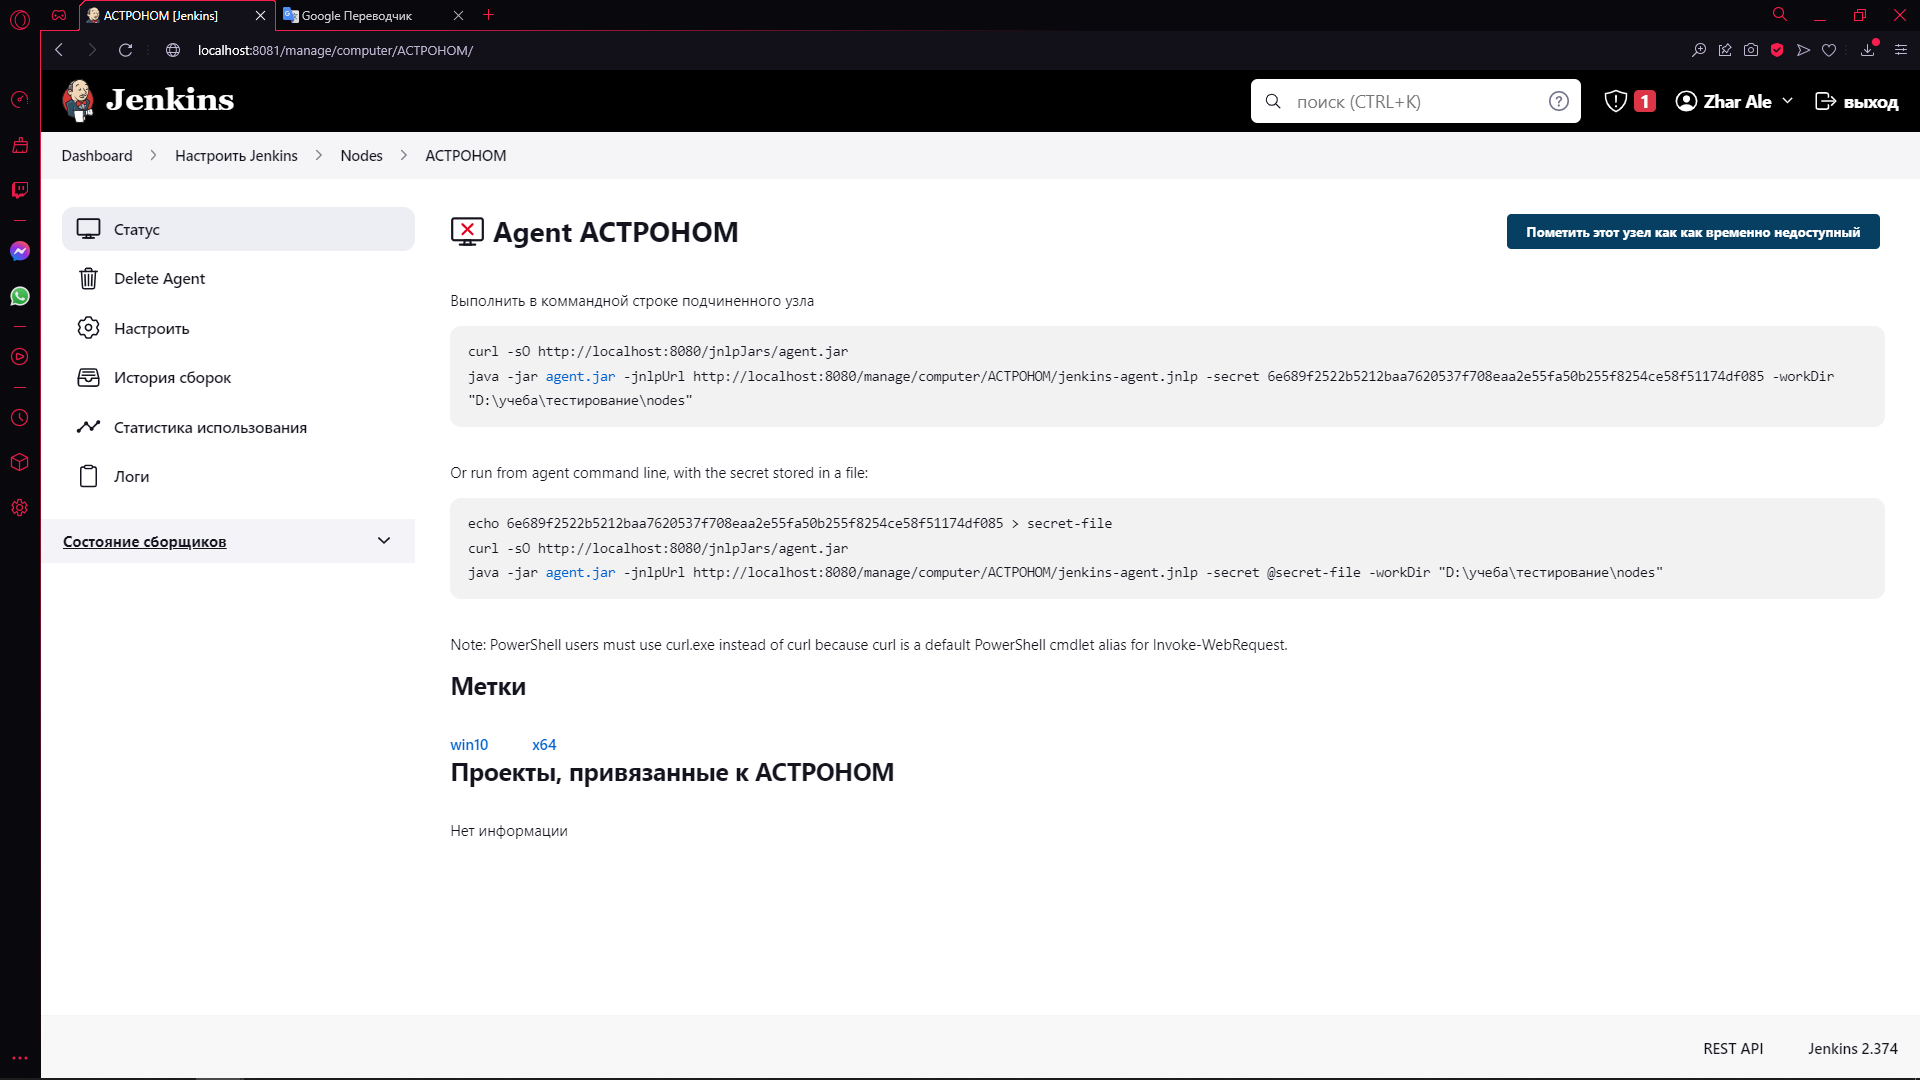 АСТРОНОМ [Jenkins]
Google Переводчик
localhost:8081/manage/computer/АСТРОНОМ/
Jenkins
поиск (CTRL+K)
1
Zhar Ale
выход
Dashboard
Настроить Jenkins
Nodes
АСТРОНОМ
Статус
Delete Agent
Настроить
История сборок
Статистика использования
Логи
Состояние сборщиков
Agent АСТРОНОМ
Пометить этот узел как как временно недоступный
Выполнить в коммандной строке подчиненного узла
curl -sO http://localhost:8080/jnlpJars/agent.jar
java -jar agent.jar -jnlpUrl http://localhost:8080/manage/computer/АСТРОНОМ/jenkins-agent.jnlp -secret 6e689f2522b5212baa7620537f708eaa2e55fa50b255f8254ce58f51174df085 -workDir
"D:\учеба\тестирование\nodes"
Or run from agent command line, with the secret stored in a file:
echo 6e689f2522b5212baa7620537f708eaa2e55fa50b255f8254ce58f51174df085 > secret-file
curl -sO http://localhost:8080/jnlpJars/agent.jar
java -jar agent.jar -jnlpUrl http://localhost:8080/manage/computer/АСТРОНОМ/jenkins-agent.jnlp -secret @secret-file -workDir "D:\учеба\тестирование\nodes"
Note: PowerShell users must use curl.exe instead of curl because curl is a default PowerShell cmdlet alias for Invoke-WebRequest.
Метки
win10 x64
Проекты, привязанные к АСТРОНОМ
Нет информации
REST API
Jenkins 2.374